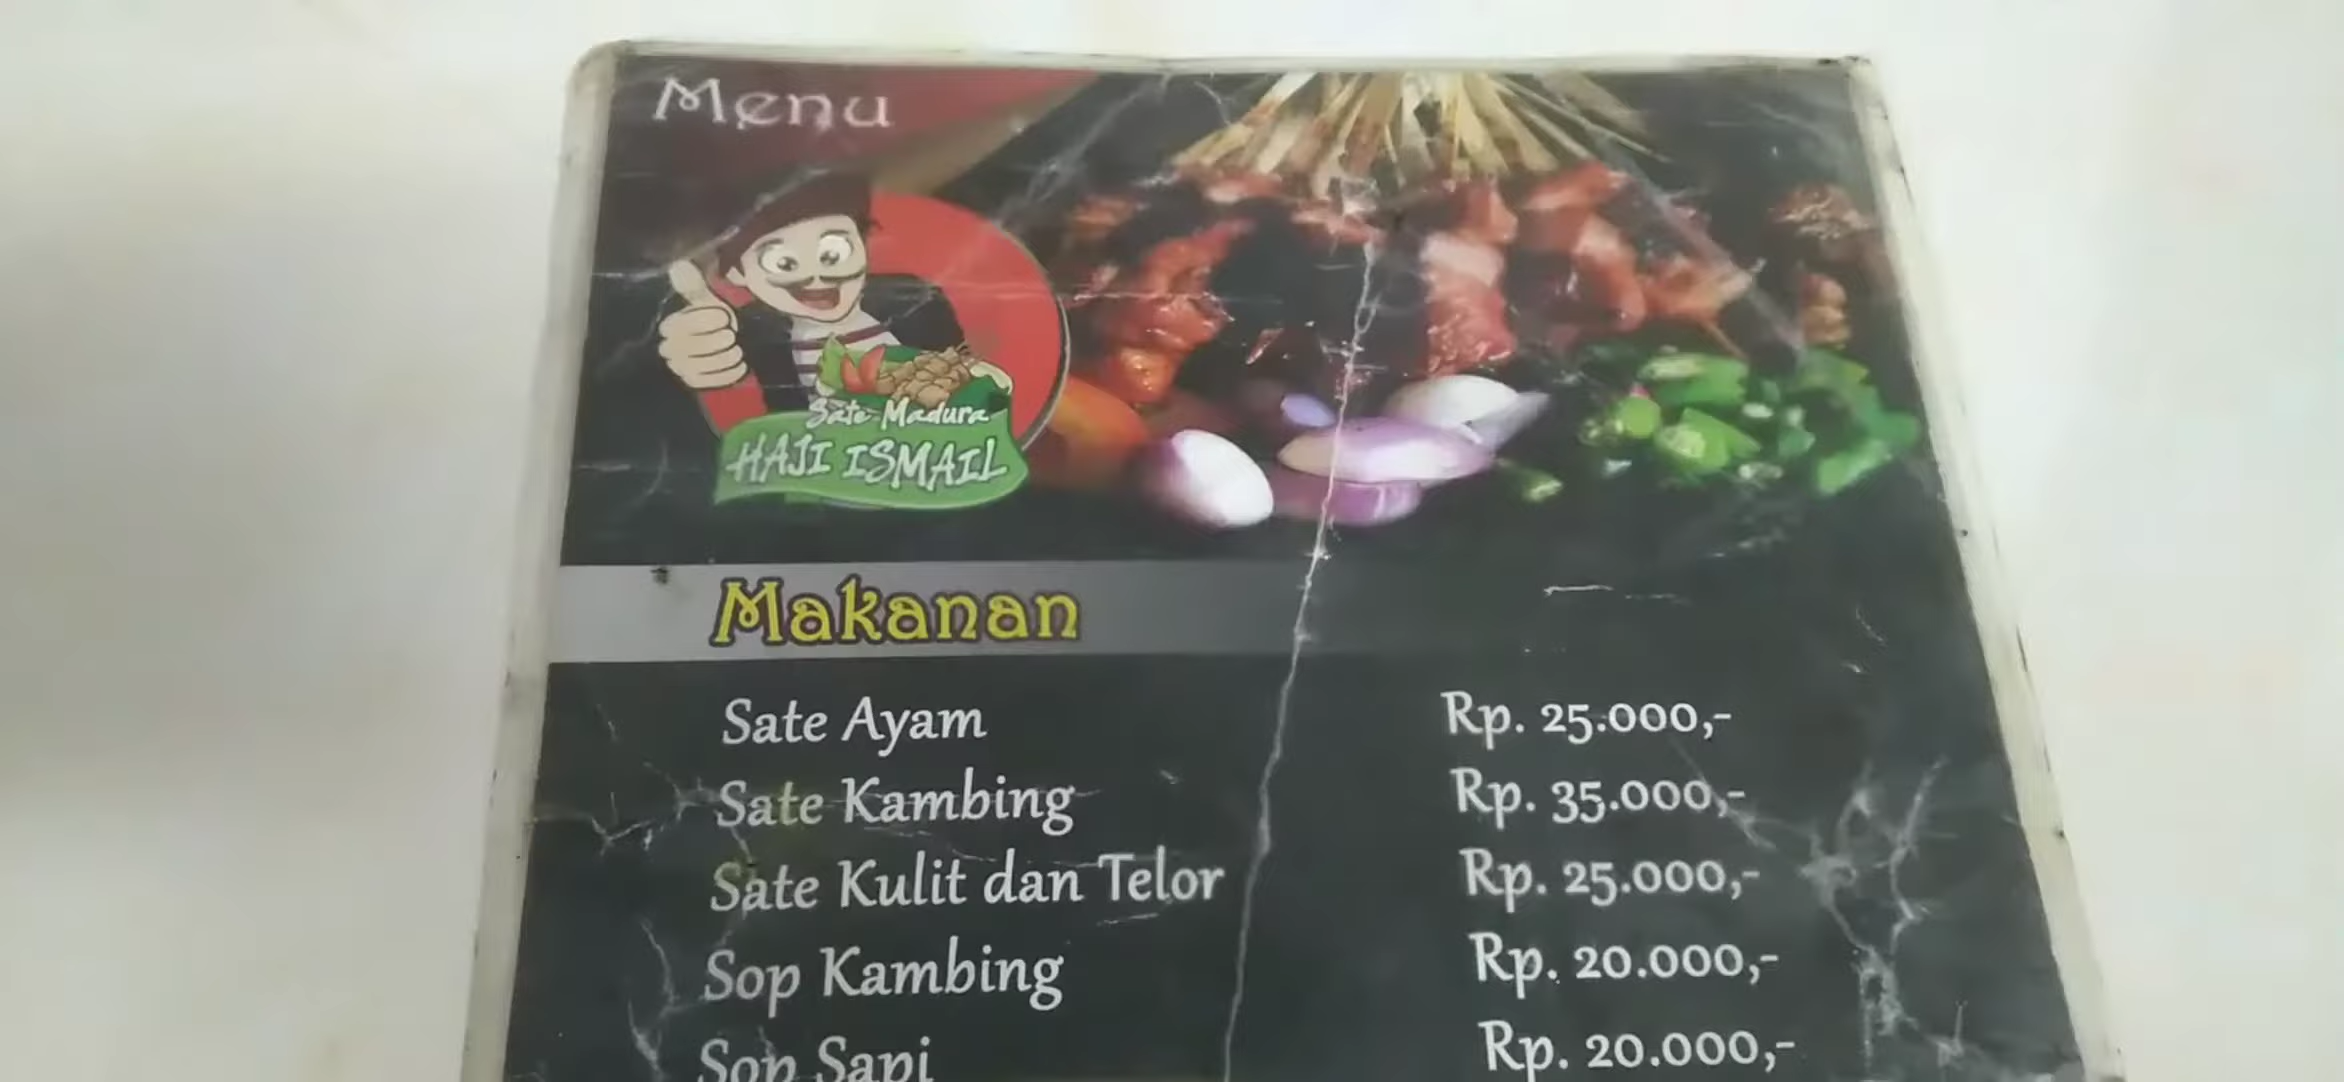 Menu
Sate Madura
HAJI ISMAIL
Makanan
Sate Ayam Rp. 25.000,-
Sate Kambing Rp. 35.000,-
Sate Kulit dan Telor Rp. 25.000,-
Sop Kambing Rp. 20.000,-
Sop Sapi Rp. 20.000,-